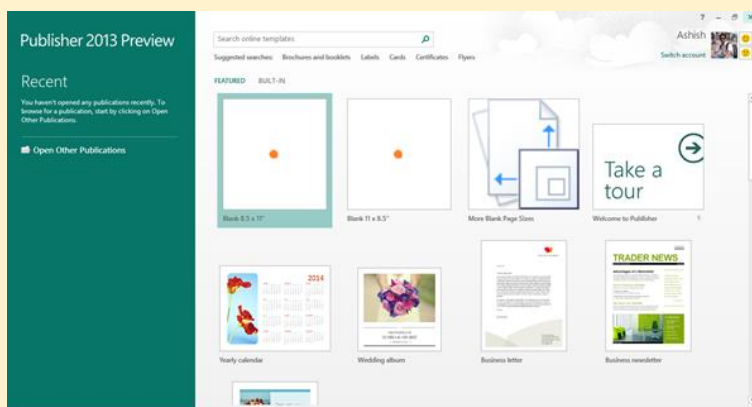 Publisher 2013 Preview
Recent
You haven't opened any publications recently. To
browse for a publication, start by clicking on Open
Other Publications.
Open Other Publications
Search online templates
Suggested searches: Brochures and booklets Labels Cards Certificates Flyers
Ashish
Switch account
FEATURED BUILT-IN
Blank 8.5 x 11"
Blank 11 x 8.5"
More Blank Page Sizes
Take a
tour
Welcome to Publisher
2014
TRADER NEWS
Yearly calendar
Wedding album
Business letter
Business newsletter